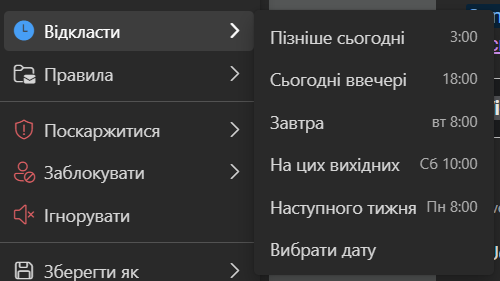 Відкласти
Правила
Поскаржитися
Заблокувати
Ігнорувати
Зберегти як
Пізніше сьогодні 3:00
Сьогодні ввечері 18:00
Завтра вт 8:00
На цих вихідних Сб 10:00
Наступного тижня Пн 8:00
Вибрати дату